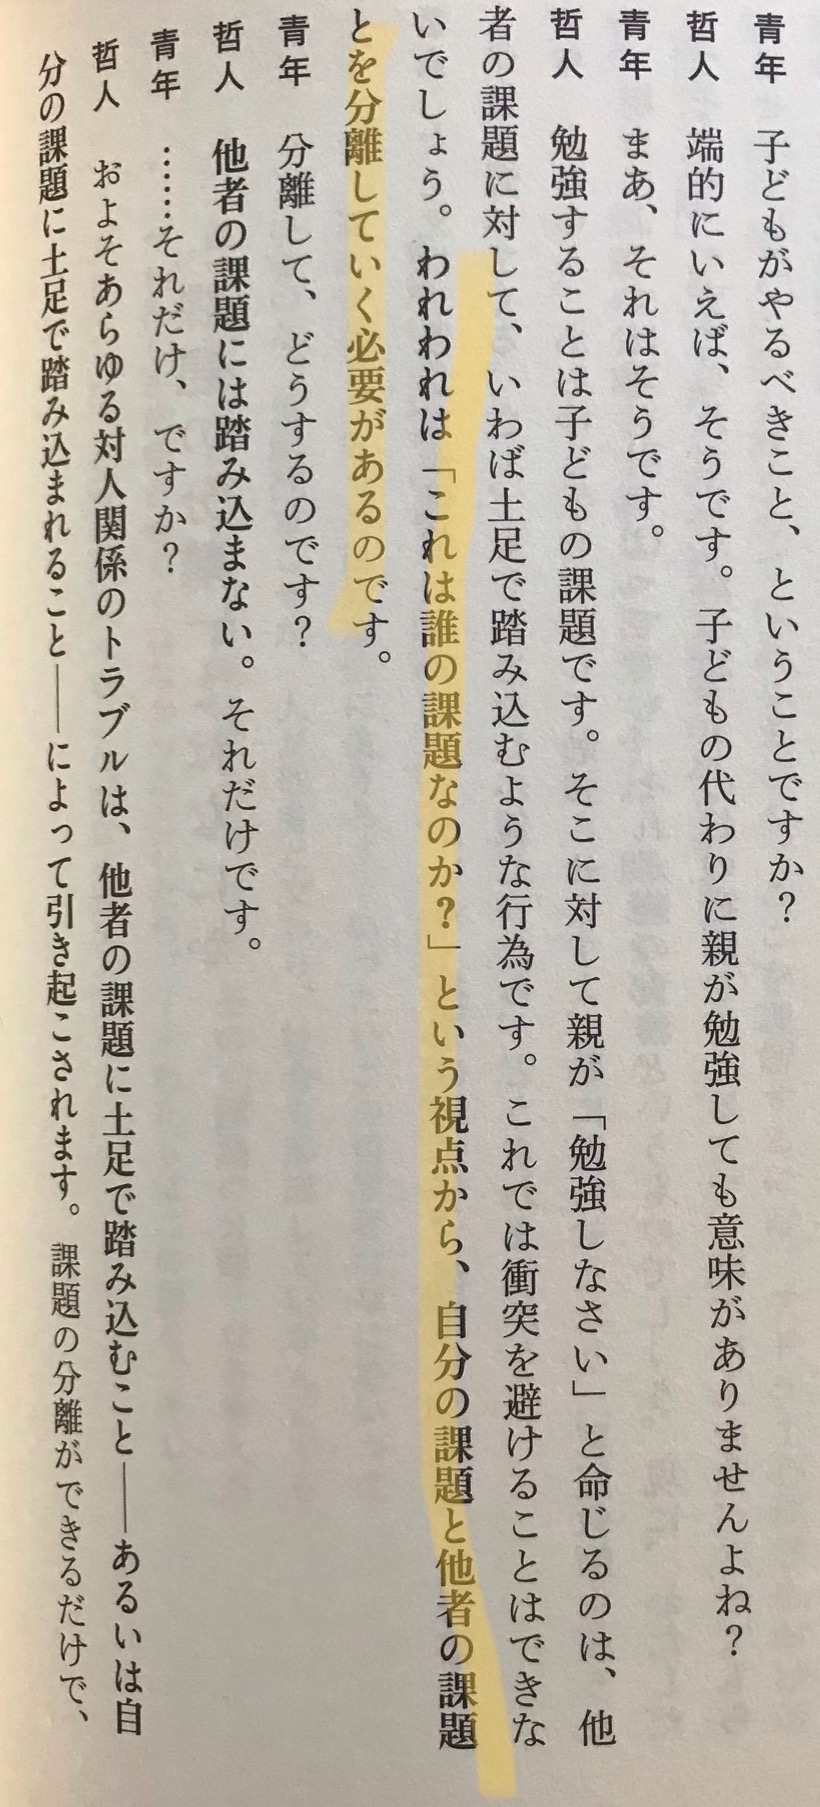 青年　子どもがやるべきこと、ということですか？
哲人　端的にいえば、そうです。子どもの代わりに親が勉強しても意味がありませんよね？
青年　まあ、それはそうです。
哲人　勉強することは子どもの課題です。そこに対して親が「勉強しなさい」と命じるのは、他
者の課題に対して、いわば土足で踏み込むような行為です。これでは衝突を避けることはできな
いでしょう。われわれは「これは誰の課題なのか？」という視点から、自分の課題と他者の課題
とを分離していく必要があるのです。
青年　分離して、どうするのです？
哲人　他者の課題には踏み込まない。それだけです。
青年　……それだけ、ですか？
哲人　およそあらゆる対人関係のトラブルは、他者の課題に土足で踏み込むこと――あるいは自
分の課題に土足で踏み込まれること――によって引き起こされます。課題の分離ができるだけで、